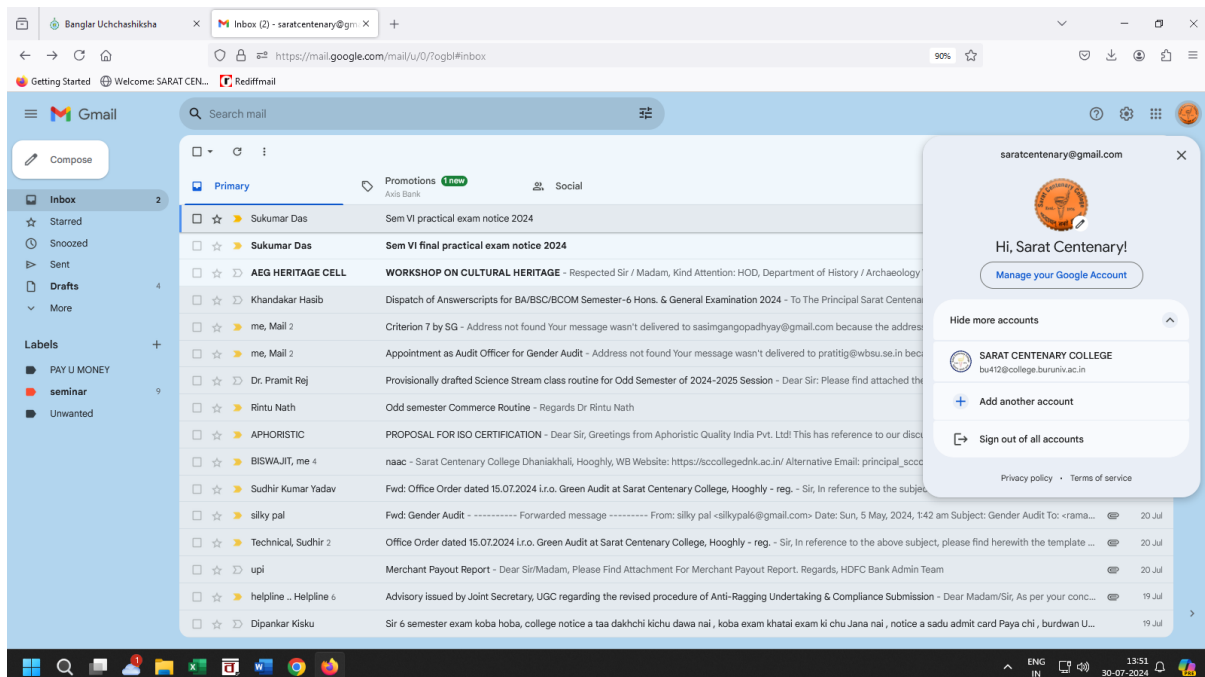 Banglar Uchchashiksha
Inbox (2) - saratcentenary@gm
https://mail.google.com/mail/u/0/?ogbl#inbox
90%
Getting Started Welcome: SARAT CEN... Rediffmail
Gmail
Search mail
Compose
Inbox 2
Starred
Snoozed
Sent
Drafts 4
More
Labels
PAY U MONEY
seminar 9
Unwanted
Primary
Promotions 1 new
Axis Bank
Social
Sukumar Das Sem VI practical exam notice 2024
Sukumar Das Sem VI final practical exam notice 2024
AEG HERITAGE CELL WORKSHOP ON CULTURAL HERITAGE - Respected Sir / Madam, Kind Attention: HOD, Department of History / Archaeology
Khandakar Hasib Dispatch of Answerscripts for BA/BSC/BCOM Semester-6 Hons. & General Examination 2024 - To The Principal Sarat Centena
me, Mail 2 Criterion 7 by SG - Address not found Your message wasn't delivered to sasimgangopadhyay@gmail.com because the address
me, Mail 2 Appointment as Audit Officer for Gender Audit - Address not found Your message wasn't delivered to pratitig@wbsu.se.in bec
Dr. Pramit Rej Provisionally drafted Science Stream class routine for Odd Semester of 2024-2025 Session - Dear Sir: Please find attached the
Rintu Nath Odd semester Commerce Routine - Regards Dr Rintu Nath
APHORISTIC PROPOSAL FOR ISO CERTIFICATION - Dear Sir, Greetings from Aphoristic Quality India Pvt. Ltd! This has reference to our discu
BISWAJIT, me 4 naac - Sarat Centenary College Dhaniakhali, Hooghly, WB Website: https://sccollegednk.ac.in/ Alternative Email: principal_sccc
Sudhir Kumar Yadav Fwd: Office Order dated 15.07.2024 i.r.o. Green Audit at Sarat Centenary College, Hooghly - reg. - Sir, In reference to the subje
silky pal Fwd: Gender Audit - ---------- Forwarded message --------- From: silky pal <silkypal6@gmail.com> Date: Sun, 5 May, 2024, 1:42 am Subject: Gender Audit To: <rama... 20 Jul
Technical, Sudhir 2 Office Order dated 15.07.2024 i.r.o. Green Audit at Sarat Centenary College, Hooghly - reg. - Sir, In reference to the above subject, please find herewith the template ... 20 Jul
upi Merchant Payout Report - Dear Sir/Madam, Please Find Attachment For Merchant Payout Report. Regards, HDFC Bank Admin Team 20 Jul
helpline .. Helpline 6 Advisory issued by Joint Secretary, UGC regarding the revised procedure of Anti-Ragging Undertaking & Compliance Submission - Dear Madam/Sir, As per your conc... 19 Jul
Dipankar Kisku Sir 6 semester exam koba hoba, college notice a taa dakhchi kichu dawa nai , koba exam khatai exam ki chu Jana nai , notice a sadu admit card Paya chi , burdwan U... 19 Jul
saratcentenary@gmail.com
Hi, Sarat Centenary!
Manage your Google Account
Hide more accounts
SARAT CENTENARY COLLEGE
bu412@college.buruniv.ac.in
Add another account
Sign out of all accounts
Privacy policy • Terms of service
ENG
IN
13:51
30-07-2024